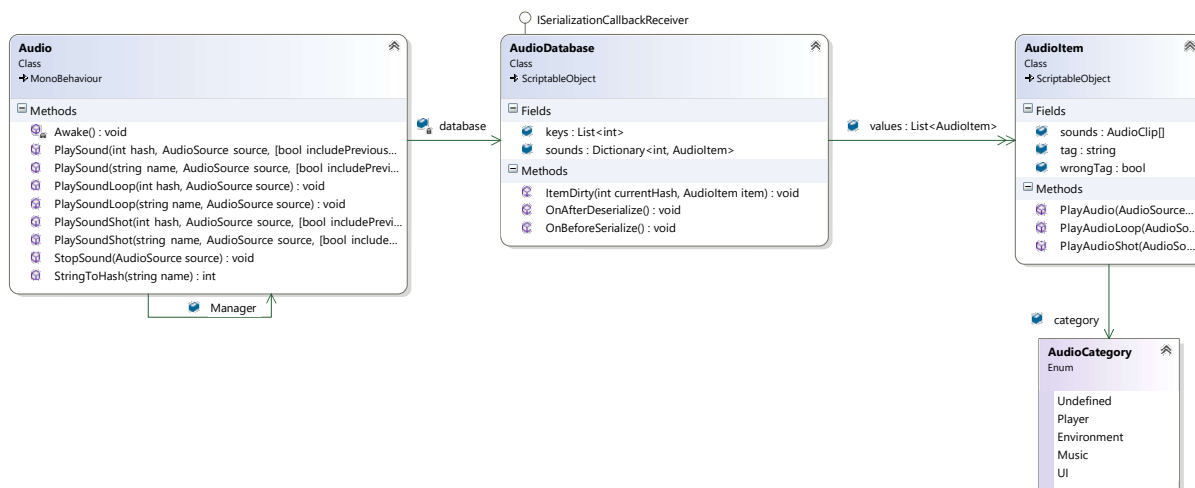 ISerializationCallbackReceiver
Audio
Class
MonoBehaviour
Methods
Awake() : void
PlaySound(int hash, AudioSource source, [bool includePrevious...
PlaySound(string name, AudioSource source, [bool includePrevi...
PlaySoundLoop(int hash, AudioSource source) : void
PlaySoundLoop(string name, AudioSource source) : void
PlaySoundShot(int hash, AudioSource source, [bool includePrevi...
PlaySoundShot(string name, AudioSource source, [bool include...
StopSound(AudioSource source) : void
StringToHash(string name) : int
Manager
database
AudioDatabase
Class
ScriptableObject
Fields
keys : List<int>
sounds : Dictionary<int, AudioItem>
Methods
ItemDirty(int currentHash, AudioItem item) : void
OnAfterDeserialize() : void
OnBeforeSerialize() : void
values : List<AudioItem>
AudioItem
Class
ScriptableObject
Fields
sounds : AudioClip[]
tag : string
wrongTag : bool
Methods
PlayAudio(AudioSource...
PlayAudioLoop(AudioSo...
PlayAudioShot(AudioSo...
category
AudioCategory
Enum
Undefined
Player
Environment
Music
UI